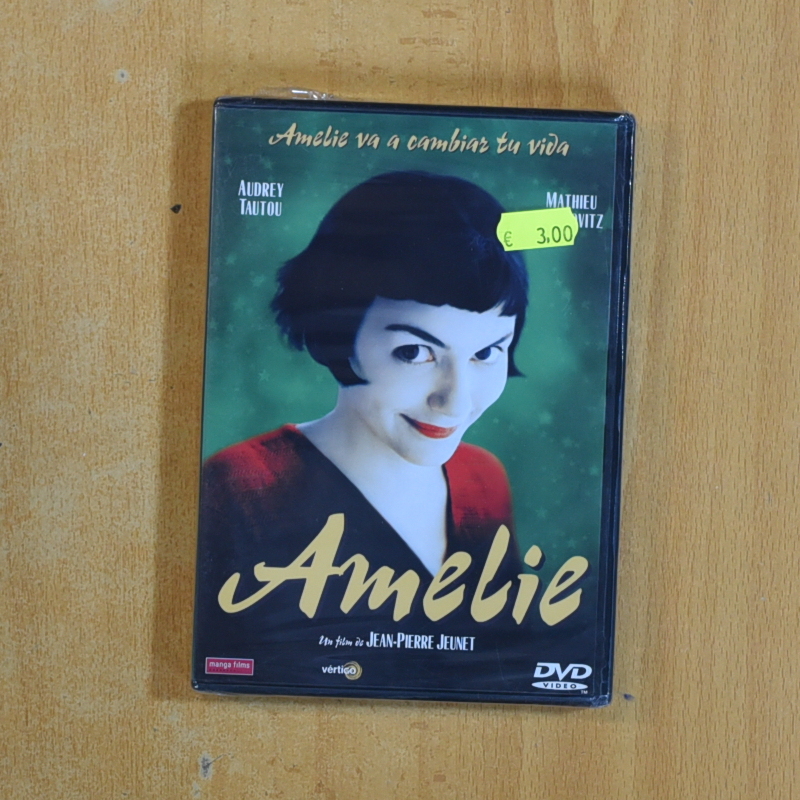 Amelie va a cambiar tu vida
AUDREY
TAUTOU
MATHIEU
€ 3,00
Amelie
Un film de JEAN-PIERRE JEUNET
manga films
vértigo
DVD
VIDEO
TM